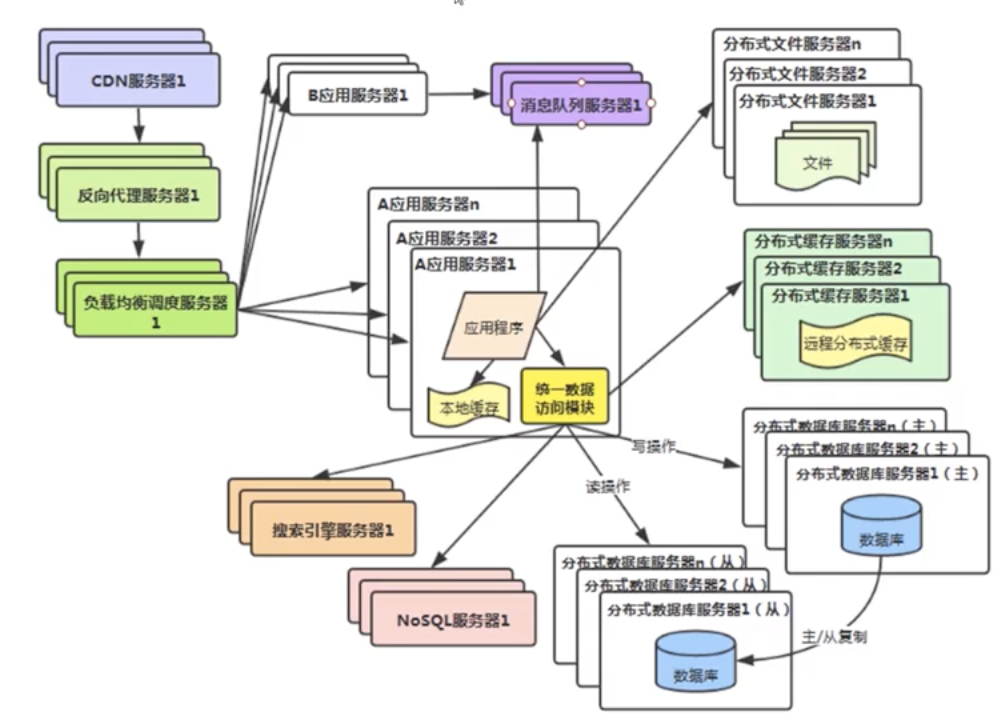 CDN服务器1
反向代理服务器1
负载均衡调度服务器
1
B应用服务器1
消息队列服务器1
A应用服务器n
A应用服务器2
A应用服务器1
应用程序
本地缓存
统一数据
访问模块
分布式文件服务器n
分布式文件服务器2
分布式文件服务器1
文件
分布式缓存服务器n
分布式缓存服务器2
分布式缓存服务器1
远程分布式缓存
写操作
读操作
分布式数据库服务器n（主）
分布式数据库服务器2（主）
分布式数据库服务器1（主）
数据库
搜索引擎服务器1
NoSQL服务器1
分布式数据库服务器n（从）
分布式数据库服务器2（从）
分布式数据库服务器1（从）
数据库
主/从复制